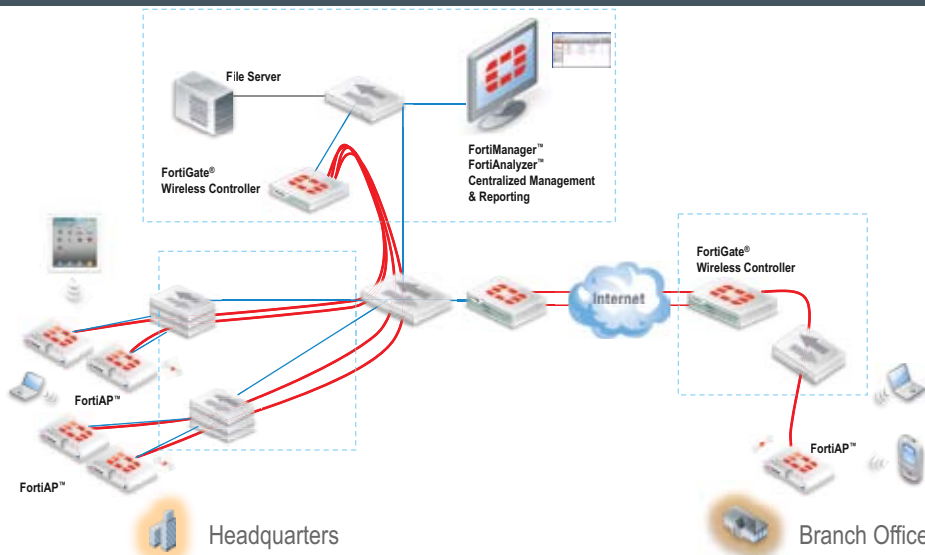 File Server
FortiManager™
FortiAnalyzer™
Centralized Management
& Reporting
FortiGate®
Wireless Controller
FortiGate®
Wireless Controller
Internet
FortiAP™
FortiAP™
FortiAP™
Headquarters
Branch Office